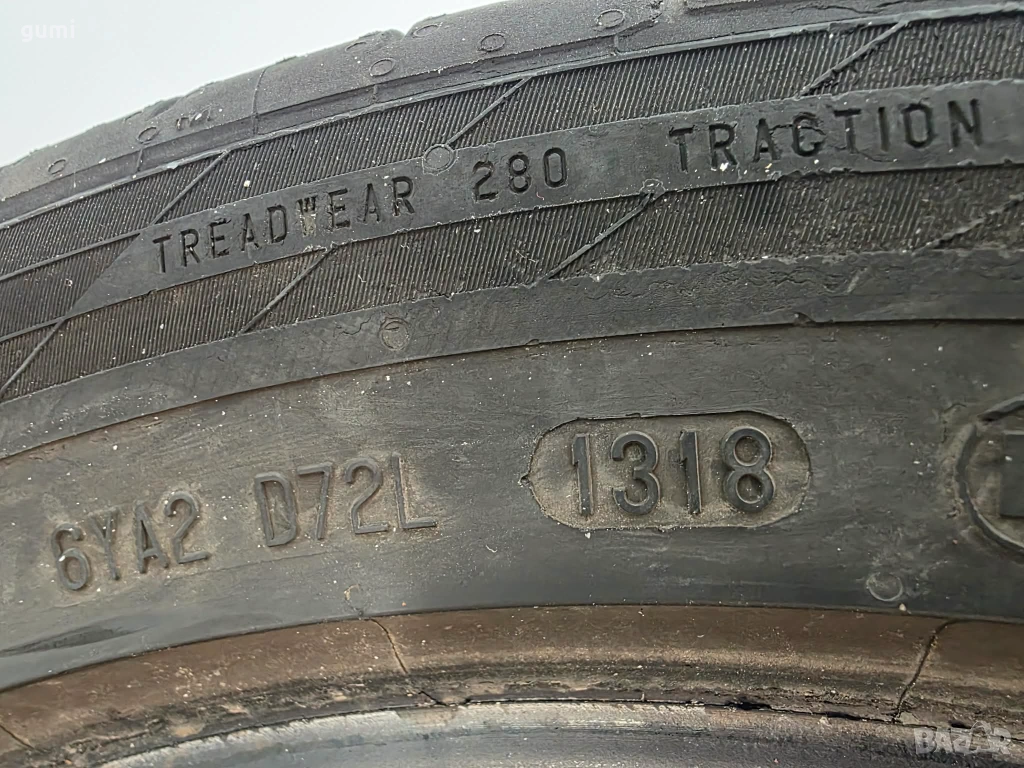 gumi
TREADWEAR 280 TRACTION
6YA2 D72L 1318
BAZAR